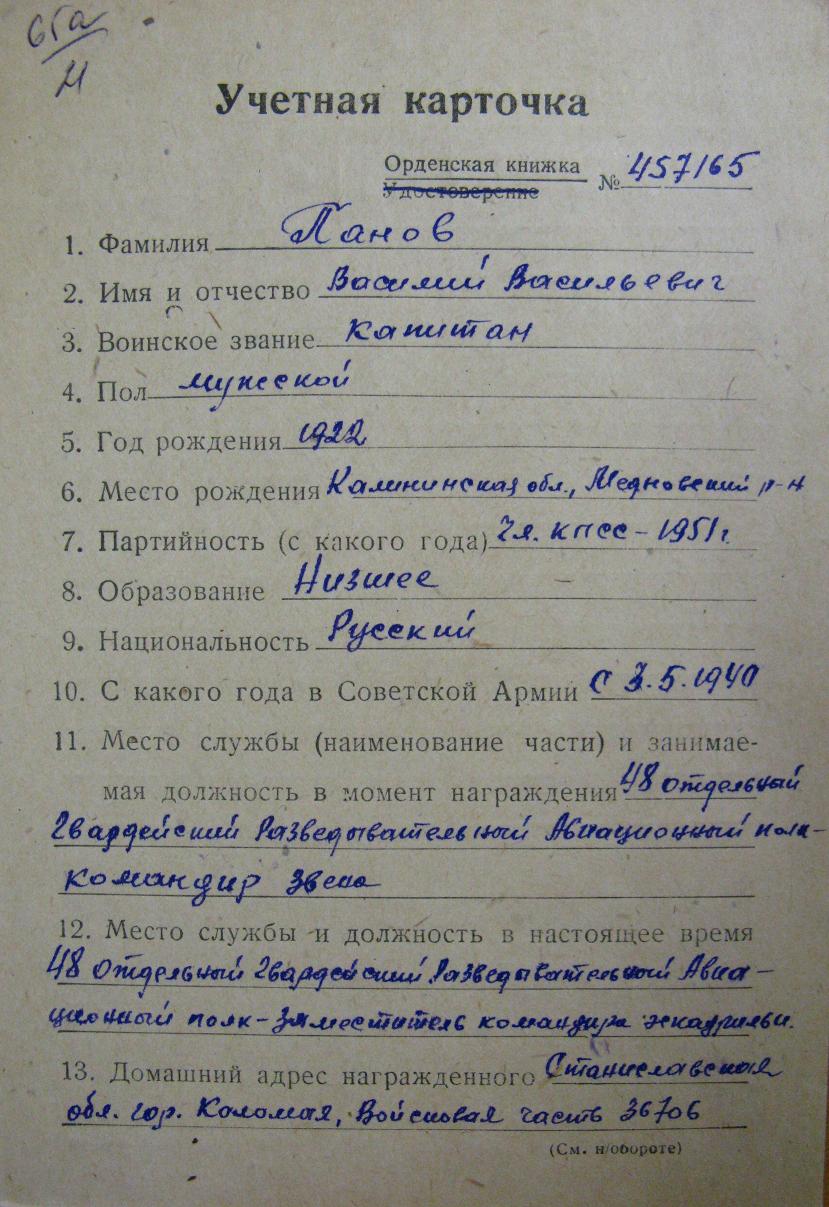 65а
Учетная карточка
Орденская книжка
Удостоверение № 457165
1. Фамилия Панов
2. Имя и отчество Василий Васильевич
3. Воинское звание Капитан
4. Пол мужской
5. Год рождения 1922
6. Место рождения Калининская обл., Медновский р-н
7. Партийность (с какого года) Чл. КПСС - 1951 г.
8. Образование Низшее
9. Национальность Русский
10. С какого года в Советской Армии С 3.5.1940
11. Место службы (наименование части) и занимае-
мая должность в момент награждения 48 отдельный
Гвардейский Разведывательный Авиационный полк-
командир звена
12. Место службы и должность в настоящее время
48 отдельный Гвардейский Разведывательный Авиа-
ционный полк - заместитель командира эскадрильи.
13. Домашний адрес награжденного Станиславская
обл. гор. Коломая, Войсковая часть 36706
(См. н/обороте)